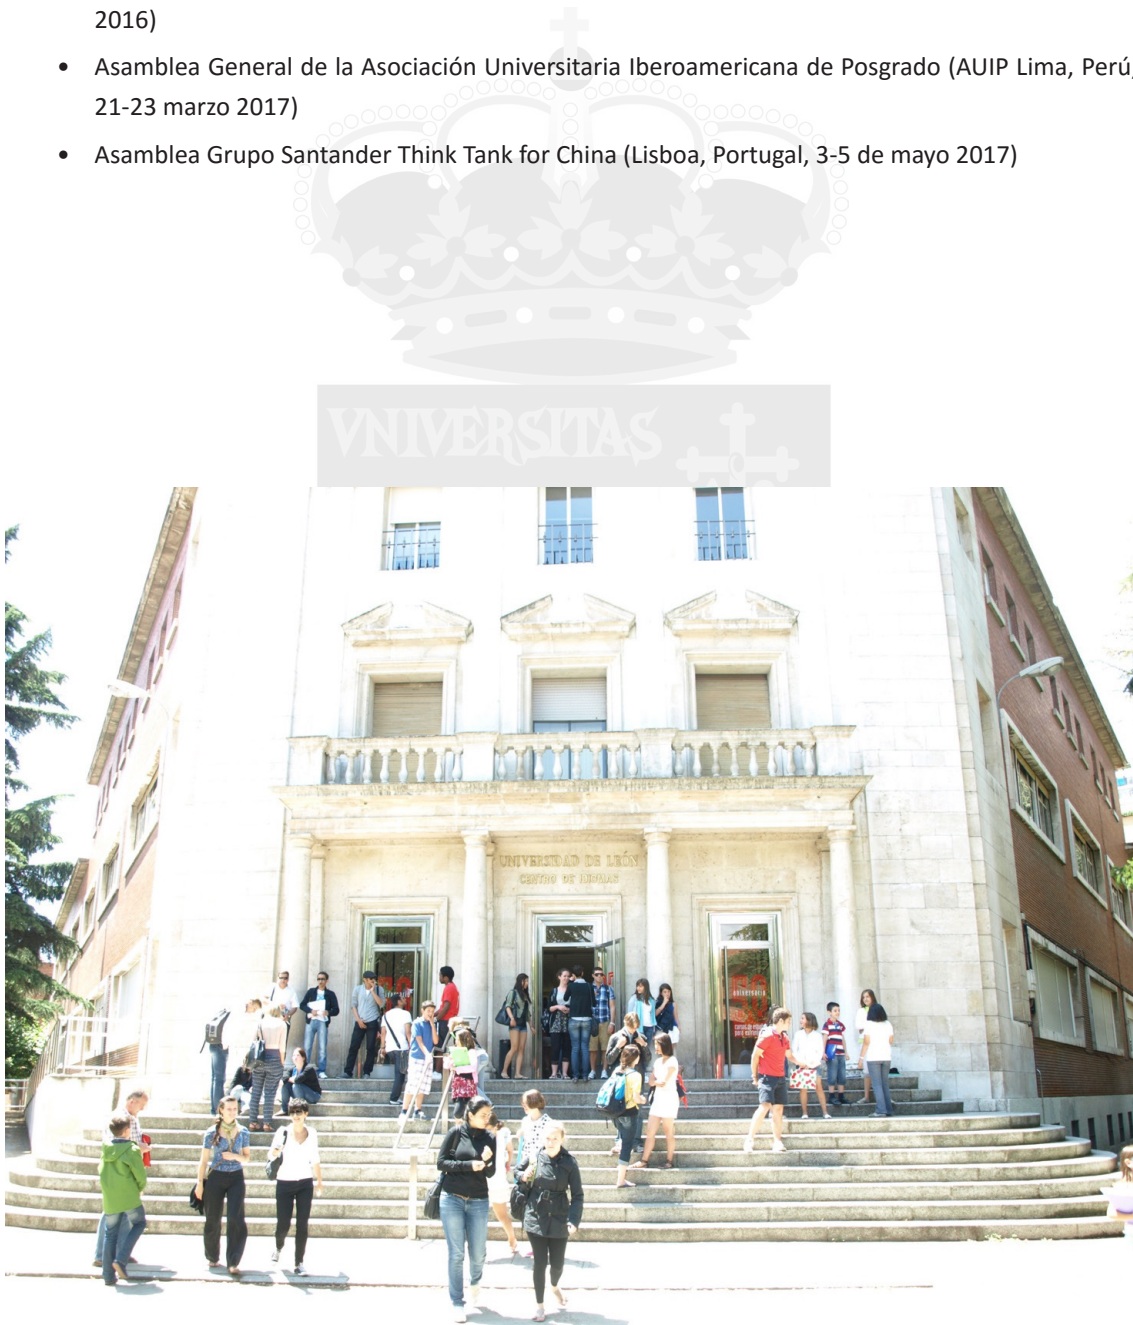 2016)
• Asamblea General de la Asociación Universitaria Iberoamericana de Posgrado (AUIP Lima, Perú,
21-23 marzo 2017)
• Asamblea Grupo Santander Think Tank for China (Lisboa, Portugal, 3-5 de mayo 2017)
VNIVERSITAS
UNIVERSIDAD DE LEÓN
CENTRO DE IDIOMAS